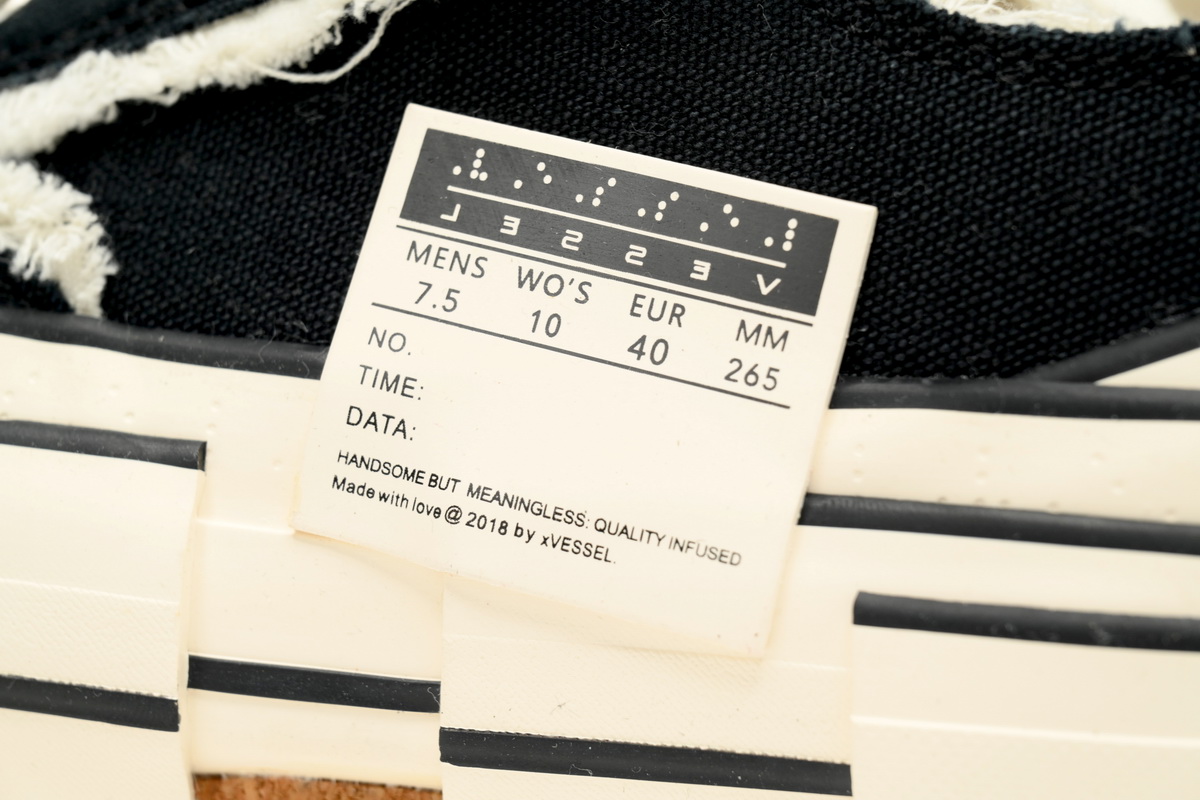 VESSEL
MENS WO'S EUR MM
7.5 10 40 265
NO.
TIME:
DATA:
HANDSOME BUT MEANINGLESS: QUALITY INFUSED
Made with love @ 2018 by xVESSEL.